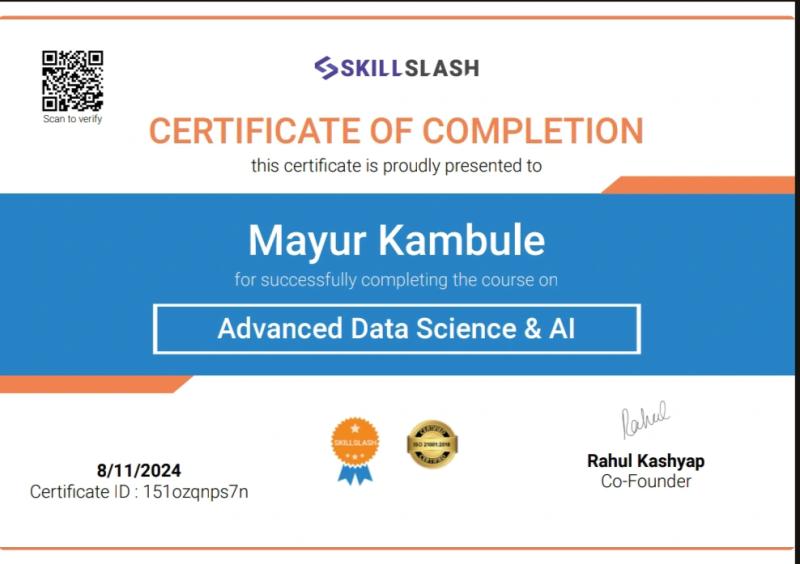 SKILLSLASH
Scan to verify
CERTIFICATE OF COMPLETION
this certificate is proudly presented to
Mayur Kambule
for successfully completing the course on
Advanced Data Science & AI
SKILLSLASH
CERTIFIED
ISO 21001:2018
CERTIFIED
Rahul
8/11/2024
Certificate ID : 151ozqnps7n
Rahul Kashyap
Co-Founder